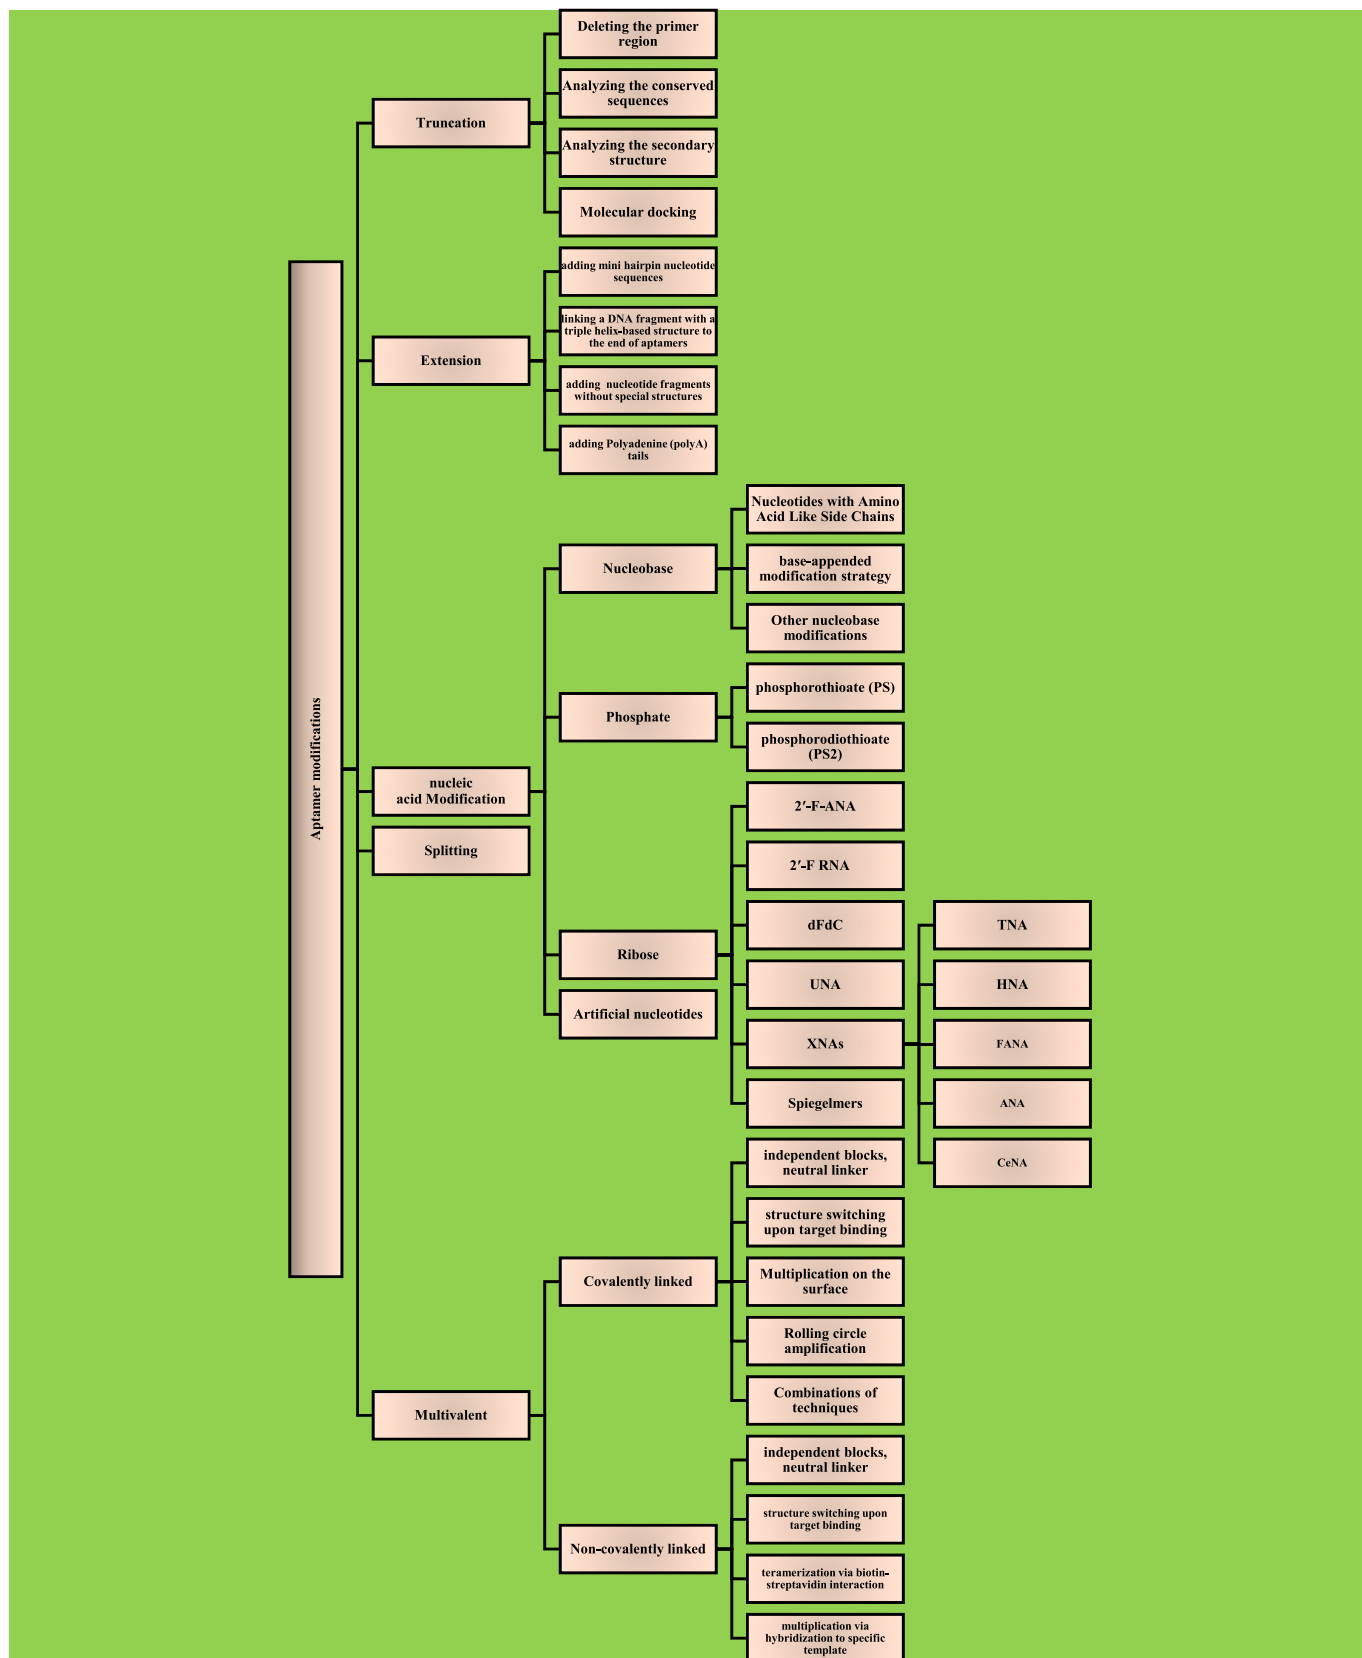 Aptamer modifications
Truncation
Deleting the primer
region
Analyzing the conserved
sequences
Analyzing the secondary
structure
Molecular docking
Extension
adding mini hairpin nucleotide
sequences
linking a DNA fragment with a
triple helix-based structure to
the end of aptamers
adding nucleotide fragments
without special structures
adding Polyadenine (polyA)
tails
nucleic
acid Modification
Nucleobase
Nucleotides with Amino
Acid Like Side Chains
base-appended
modification strategy
Other nucleobase
modifications
Phosphate
phosphorothioate (PS)
phosphorodiothioate
(PS2)
Ribose
2′-F-ANA
2′-F RNA
dFdC
UNA
XNAs
TNA
HNA
FANA
ANA
CeNA
Spiegelmers
Artificial nucleotides
Splitting
Multivalent
Covalently linked
independent blocks,
neutral linker
structure switching
upon target binding
Multiplication on the
surface
Rolling circle
amplification
Combinations of
techniques
Non-covalently linked
independent blocks,
neutral linker
structure switching upon
target binding
teramerization via biotin-
streptavidin interaction
multiplication via
hybridization to specific
template